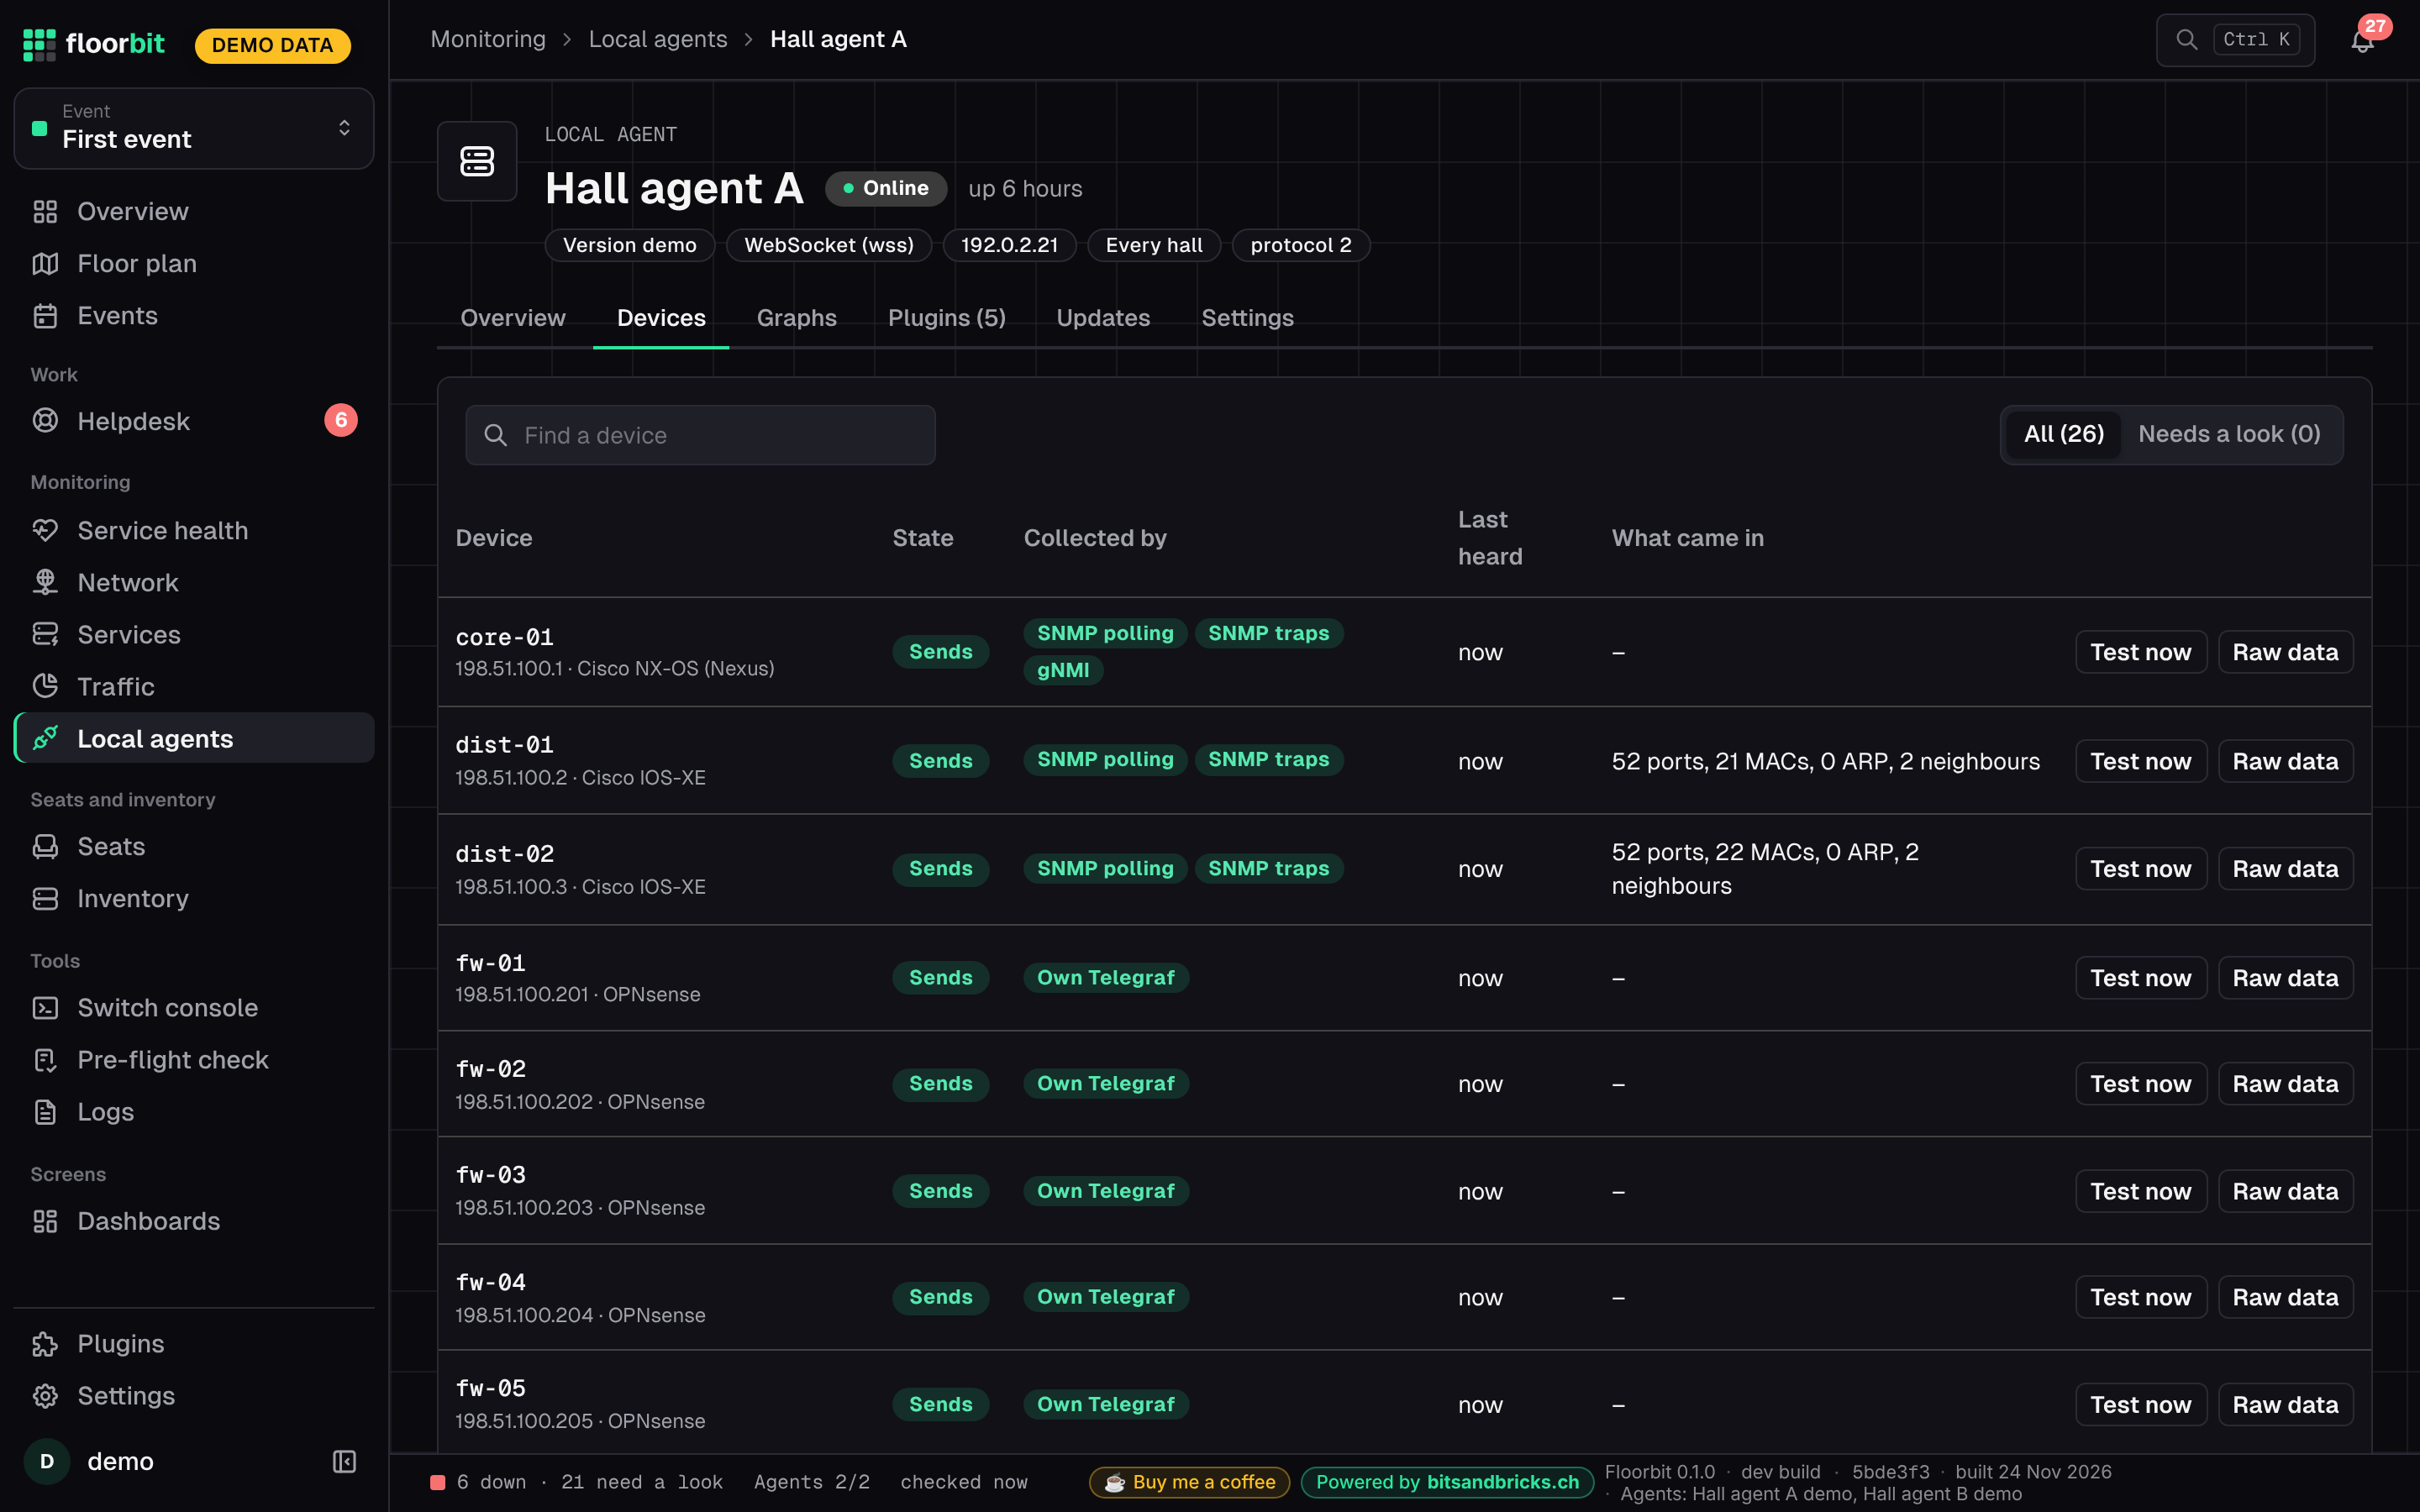 floorbit
DEMO DATA
Event
First event
Overview
Floor plan
Events
Work
Helpdesk
6
Monitoring
Service health
Network
Services
Traffic
Local agents
Seats and inventory
Seats
Inventory
Tools
Switch console
Pre-flight check
Logs
Screens
Dashboards
Plugins
Settings
D
demo
Monitoring > Local agents > Hall agent A
Ctrl K
27
LOCAL AGENT
Hall agent A
Online
up 6 hours
Version demo
WebSocket (wss)
192.0.2.21
Every hall
protocol 2
Overview
Devices
Graphs
Plugins (5)
Updates
Settings
Find a device
All (26)
Needs a look (0)
Device
State
Collected by
Last
heard
What came in
core-01
198.51.100.1 · Cisco NX-OS (Nexus)
Sends
SNMP polling
SNMP traps
gNMI
now
–
Test now
Raw data
dist-01
198.51.100.2 · Cisco IOS-XE
Sends
SNMP polling
SNMP traps
now
52 ports, 21 MACs, 0 ARP, 2 neighbours
Test now
Raw data
dist-02
198.51.100.3 · Cisco IOS-XE
Sends
SNMP polling
SNMP traps
now
52 ports, 22 MACs, 0 ARP, 2
neighbours
Test now
Raw data
fw-01
198.51.100.201 · OPNsense
Sends
Own Telegraf
now
–
Test now
Raw data
fw-02
198.51.100.202 · OPNsense
Sends
Own Telegraf
now
–
Test now
Raw data
fw-03
198.51.100.203 · OPNsense
Sends
Own Telegraf
now
–
Test now
Raw data
fw-04
198.51.100.204 · OPNsense
Sends
Own Telegraf
now
–
Test now
Raw data
fw-05
198.51.100.205 · OPNsense
Sends
Own Telegraf
now
–
Test now
Raw data
6 down · 21 need a look
Agents 2/2
checked now
Buy me a coffee
Powered by bitsandbricks.ch
Floorbit 0.1.0 · dev build · 5bde3f3 · built 24 Nov 2026
· Agents: Hall agent A demo, Hall agent B demo